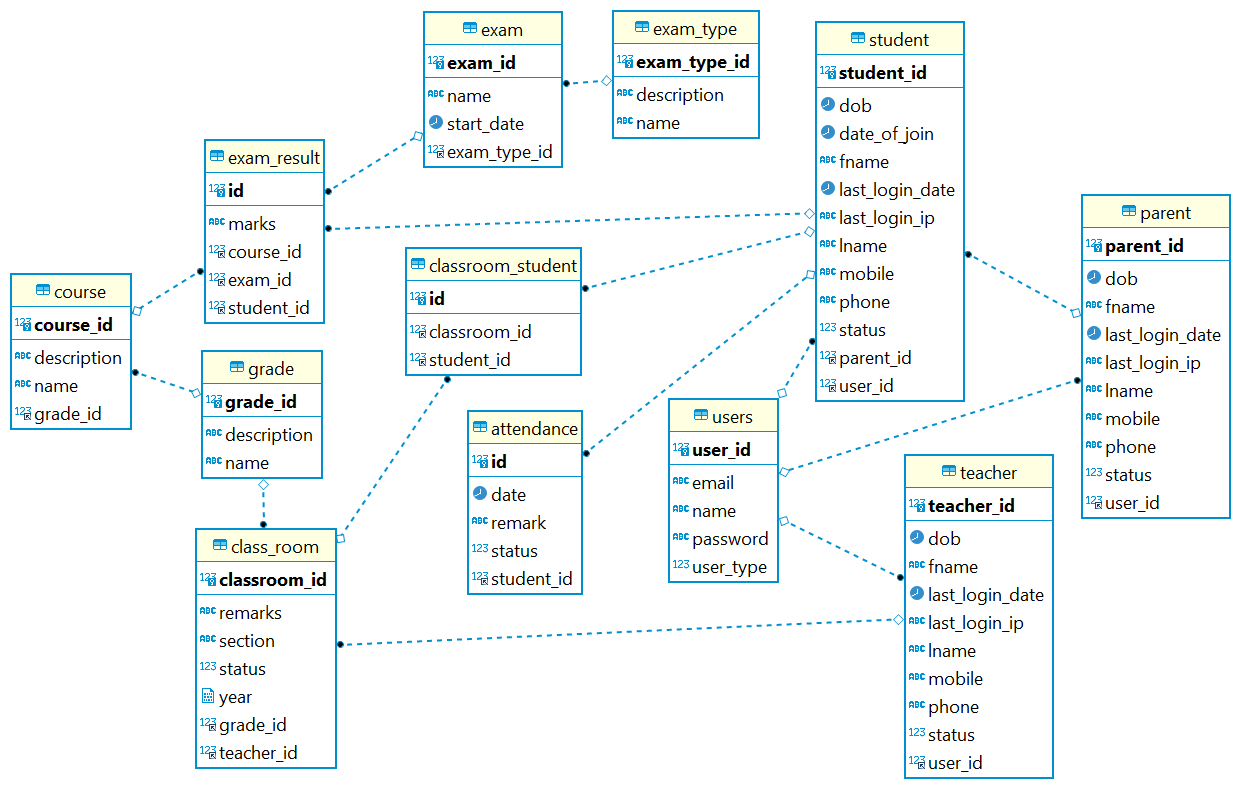 exam
exam_id
name
start_date
exam_type_id
exam_type
exam_type_id
description
name
student
student_id
dob
date_of_join
fname
last_login_date
last_login_ip
lname
mobile
phone
status
parent_id
user_id
exam_result
id
marks
course_id
exam_id
student_id
parent
parent_id
dob
fname
last_login_date
last_login_ip
lname
mobile
phone
status
user_id
classroom_student
id
classroom_id
student_id
course
course_id
description
name
grade_id
grade
grade_id
description
name
attendance
id
date
remark
status
student_id
users
user_id
email
name
password
user_type
teacher
teacher_id
dob
fname
last_login_date
last_login_ip
lname
mobile
phone
status
user_id
class_room
classroom_id
remarks
section
status
year
grade_id
teacher_id